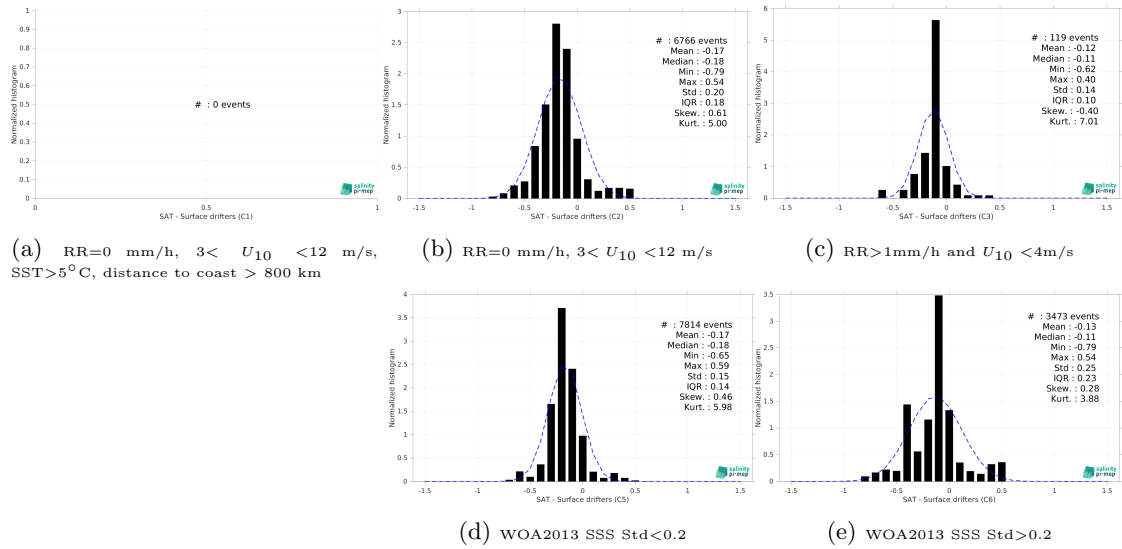 1
0.9
0.8
0.7
0.6
0.5
0.4
0.3
0.2
0.1
0
Normalized histogram
# : 0 events
salinity
pi-mep
0 0.5 1
SAT - Surface drifters (C1)
(a) RR=0 mm/h, 3< U10 <12 m/s,
SST>5°C, distance to coast > 800 km
3
2.5
2
1.5
1
0.5
0
Normalized histogram
# : 6766 events
Mean : -0.17
Median : -0.18
Min : -0.79
Max : 0.54
Std : 0.20
IQR : 0.18
Skew. : 0.61
Kurt. : 5.00
salinity
pi-mep
-1.5 -1 -0.5 0 0.5 1 1.5
SAT - Surface drifters (C2)
(b) RR=0 mm/h, 3< U10 <12 m/s
6
5
4
3
2
1
0
Normalized histogram
# : 119 events
Mean : -0.12
Median : -0.11
Min : -0.62
Max : 0.40
Std : 0.14
IQR : 0.10
Skew. : -0.40
Kurt. : 7.01
salinity
pi-mep
-1.5 -1 -0.5 0 0.5 1 1.5
SAT - Surface drifters (C3)
(c) RR>1mm/h and U10 <4m/s
4
3.5
3
2.5
2
1.5
1
0.5
0
Normalized histogram
# : 7814 events
Mean : -0.17
Median : -0.18
Min : -0.65
Max : 0.59
Std : 0.15
IQR : 0.14
Skew. : 0.46
Kurt. : 5.98
salinity
pi-mep
-1.5 -1 -0.5 0 0.5 1 1.5
SAT - Surface drifters (C5)
(d) WOA2013 SSS Std<0.2
3.5
3
2.5
2
1.5
1
0.5
0
Normalized histogram
# : 3473 events
Mean : -0.13
Median : -0.11
Min : -0.79
Max : 0.54
Std : 0.25
IQR : 0.23
Skew. : 0.28
Kurt. : 3.88
salinity
pi-mep
-1.5 -1 -0.5 0 0.5 1 1.5
SAT - Surface drifters (C6)
(e) WOA2013 SSS Std>0.2